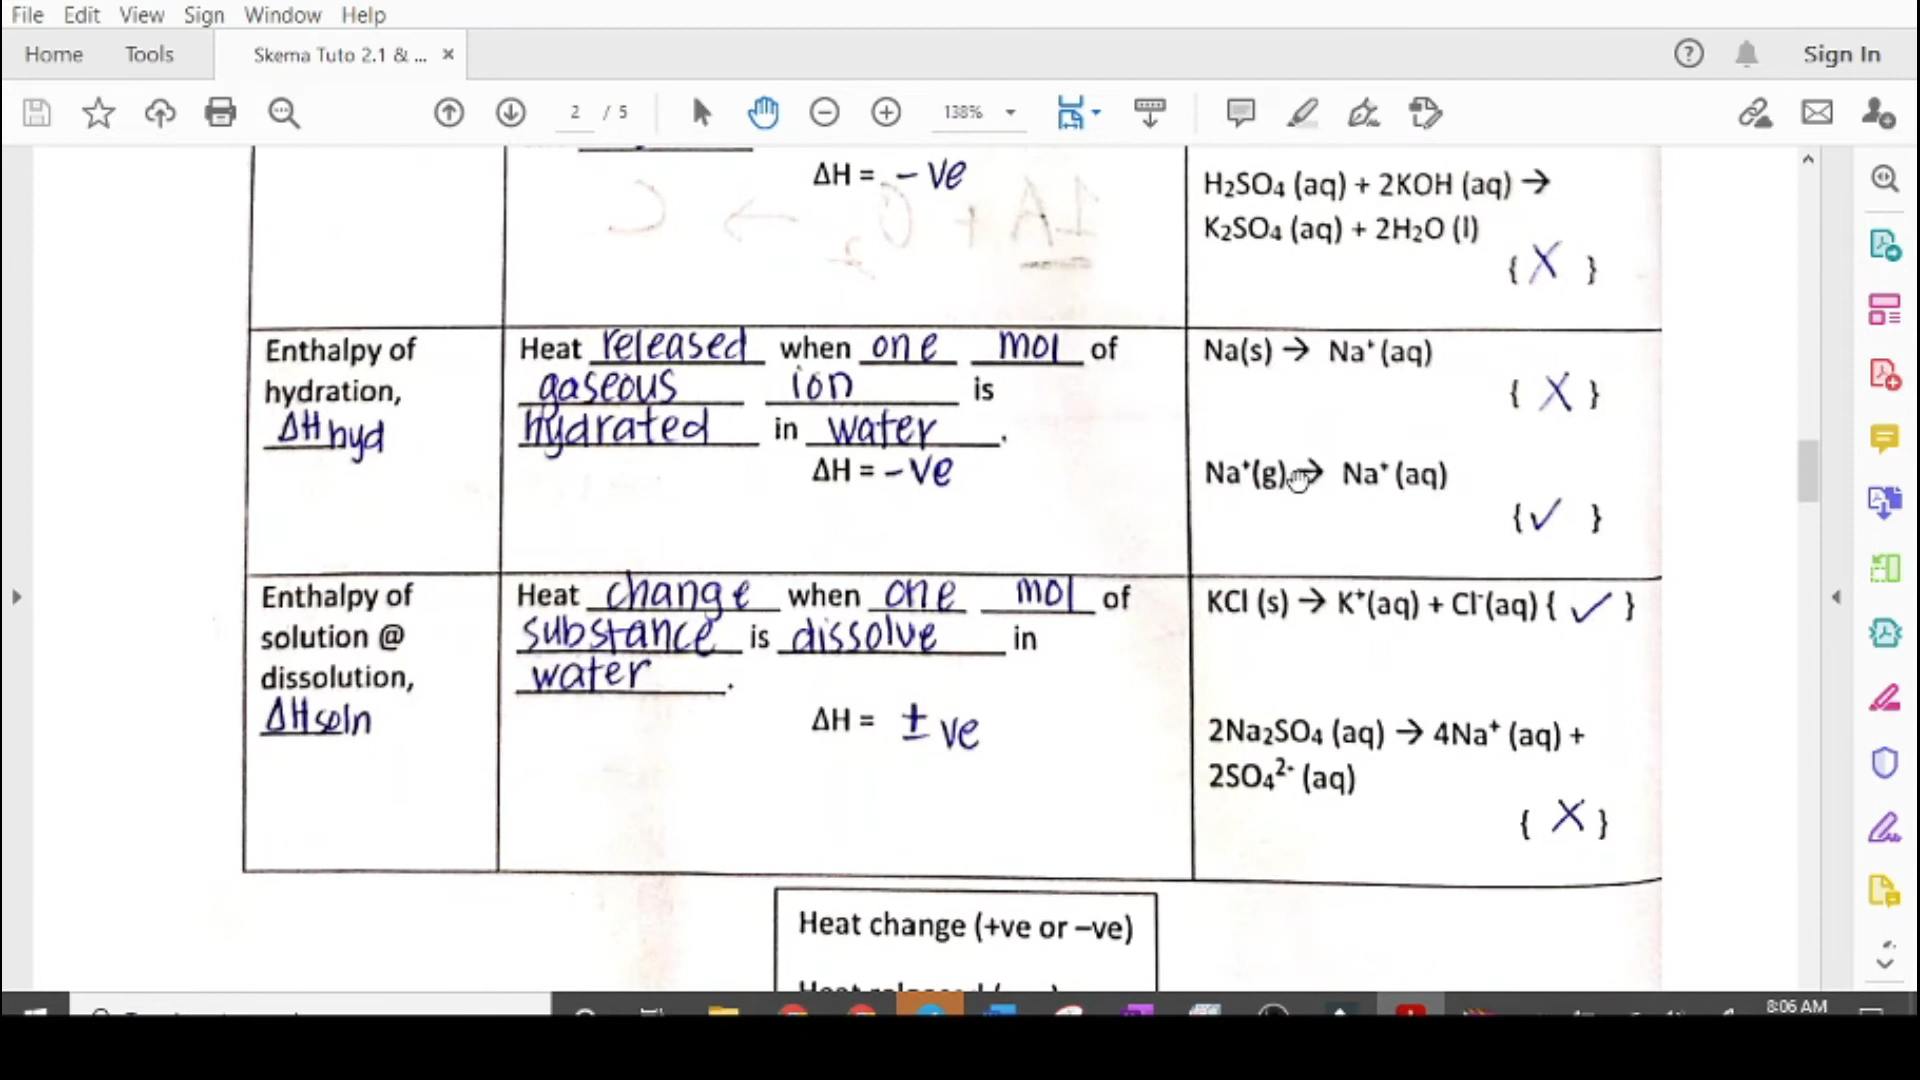 File Edit View Sign Window Help
Home Tools Skema Tuto 2.1 & ... × Sign In
2 / 5 138%
ΔH = -ve
H₂SO₄ (aq) + 2KOH (aq) →
K₂SO₄ (aq) + 2H₂O (l)
{ X }
Enthalpy of
hydration,
ΔHhyd
Heat released when one mol of
gaseous ion is
hydrated in water.
ΔH = -ve
Na(s) → Na⁺ (aq)
{ X }
Na⁺(g) → Na⁺ (aq)
{ ✓ }
Enthalpy of
solution @
dissolution,
ΔHsoln
Heat change when one mol of
substance is dissolve in
water.
ΔH = ± ve
KCl (s) → K⁺(aq) + Cl⁻(aq) { ✓ }
2Na₂SO₄ (aq) → 4Na⁺ (aq) +
2SO₄²⁻ (aq)
{ X }
Heat change (+ve or –ve)
8:06 AM